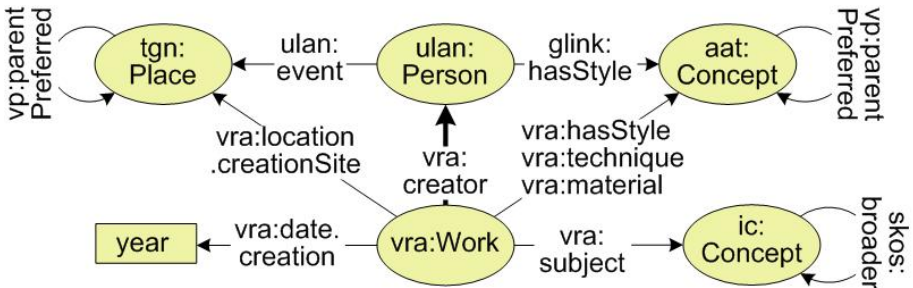 vp:parent
Preferred
tgn:
Place
ulan:
event
ulan:
Person
glink:
hasStyle
aat:
Concept
vp:parent
Preferred
vra:location
.creationSite
vra:
creator
vra:hasStyle
vra:technique
vra:material
year
vra:date.
creation
vra:Work
vra:
subject
ic:
Concept
skos:
broader